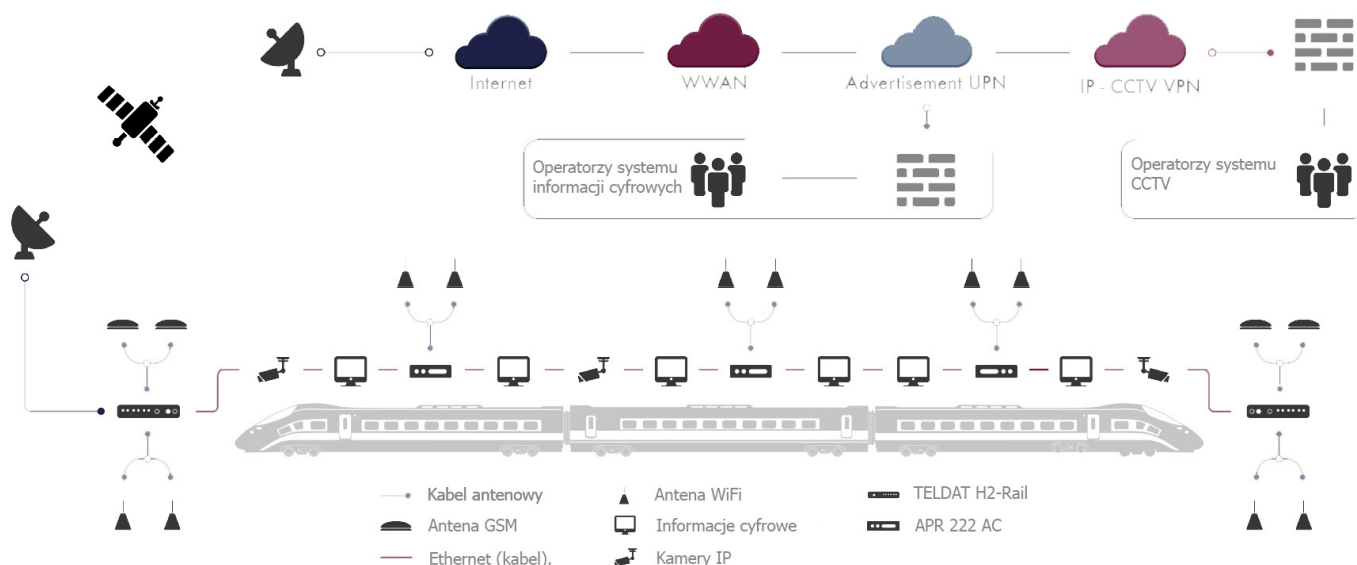 Internet
WWAN
Advertisement UPN
IP - CCTV VPN
Operatorzy systemu
informacji cyfrowych
Operatorzy systemu
CCTV
Kabel antenowy
Antena WiFi
TELDAT H2-Rail
Antena GSM
Informacje cyfrowe
APR 222 AC
Ethernet (kabel).
Kamery IP